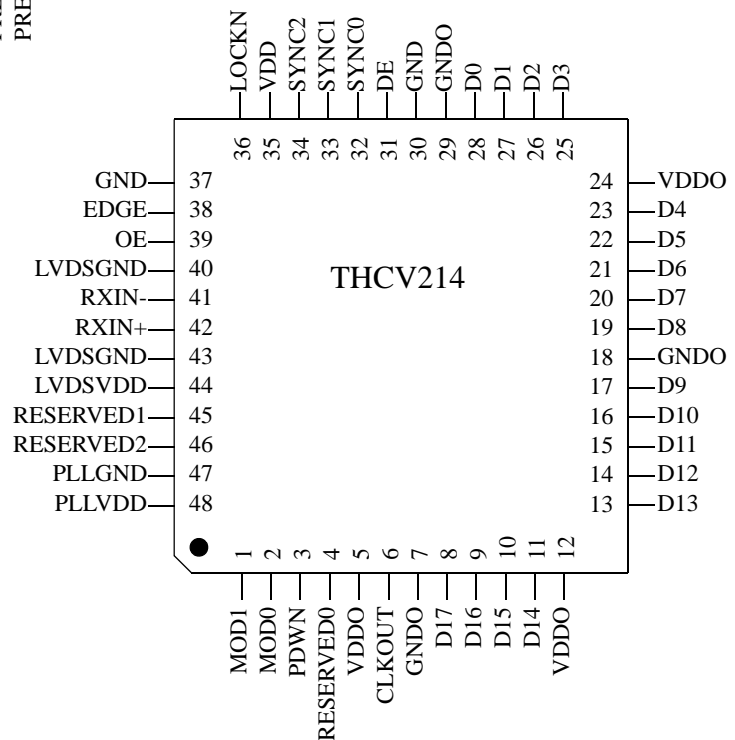 PRE
LOCKN
VDD
SYNC2
SYNC1
SYNC0
DE
GND
GNDO
D0
D1
D2
D3
36
35
34
33
32
31
30
29
28
27
26
25
GND 37
EDGE 38
OE 39
LVDSGND 40
RXIN- 41
RXIN+ 42
LVDSGND 43
LVDSVDD 44
RESERVED1 45
RESERVED2 46
PLLGND 47
PLLVDD 48
THCV214
24 VDDO
23 D4
22 D5
21 D6
20 D7
19 D8
18 GNDO
17 D9
16 D10
15 D11
14 D12
13 D13
1
2
3
4
5
6
7
8
9
10
11
12
MOD1
MOD0
PDWN
RESERVED0
VDDO
CLKOUT
GNDO
D17
D16
D15
D14
VDDO